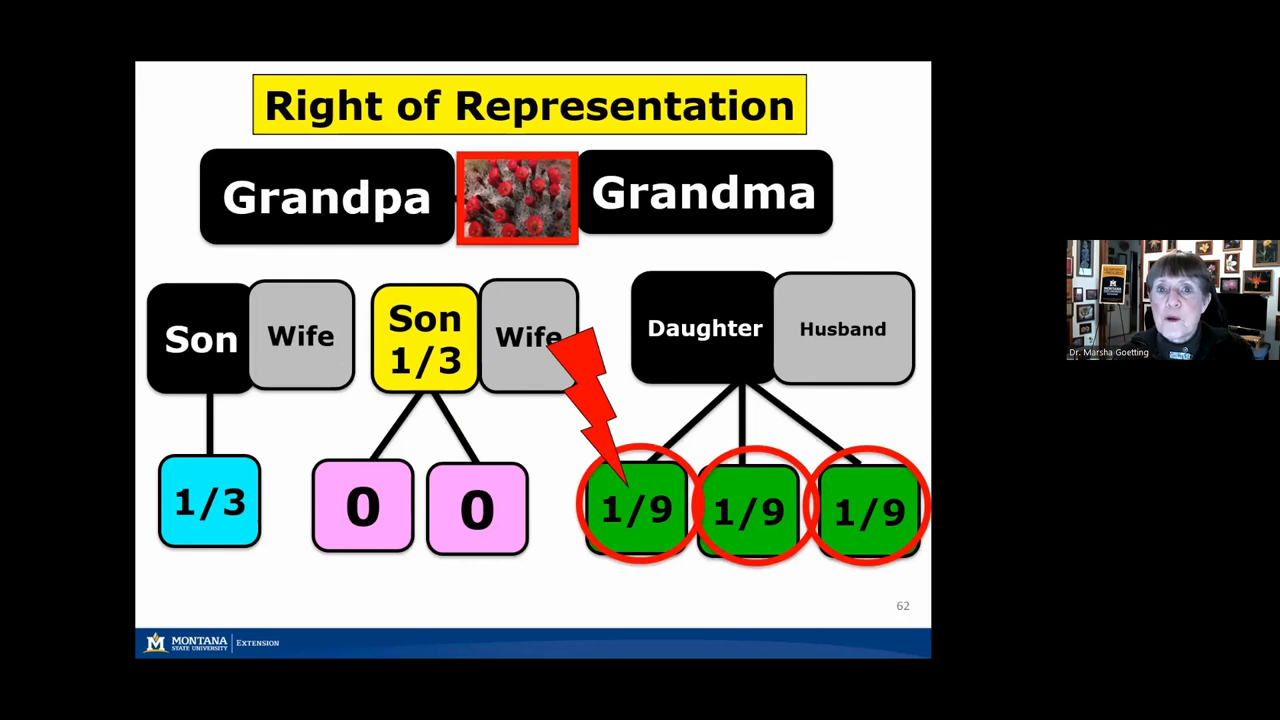 Right of Representation
Grandpa
Grandma
Son
Wife
Son
1/3
Wife
Daughter
Husband
1/3
0
0
1/9
1/9
1/9
62
M
MONTANA
STATE UNIVERSITY
EXTENSION
MONTANA
Dr. Marsha Goetting